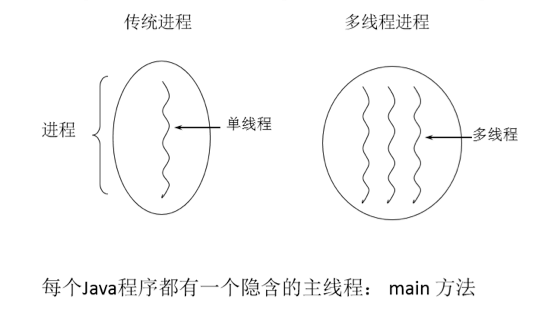 传统进程
多线程进程
进程
单线程
多线程
每个Java程序都有一个隐含的主线程： main 方法